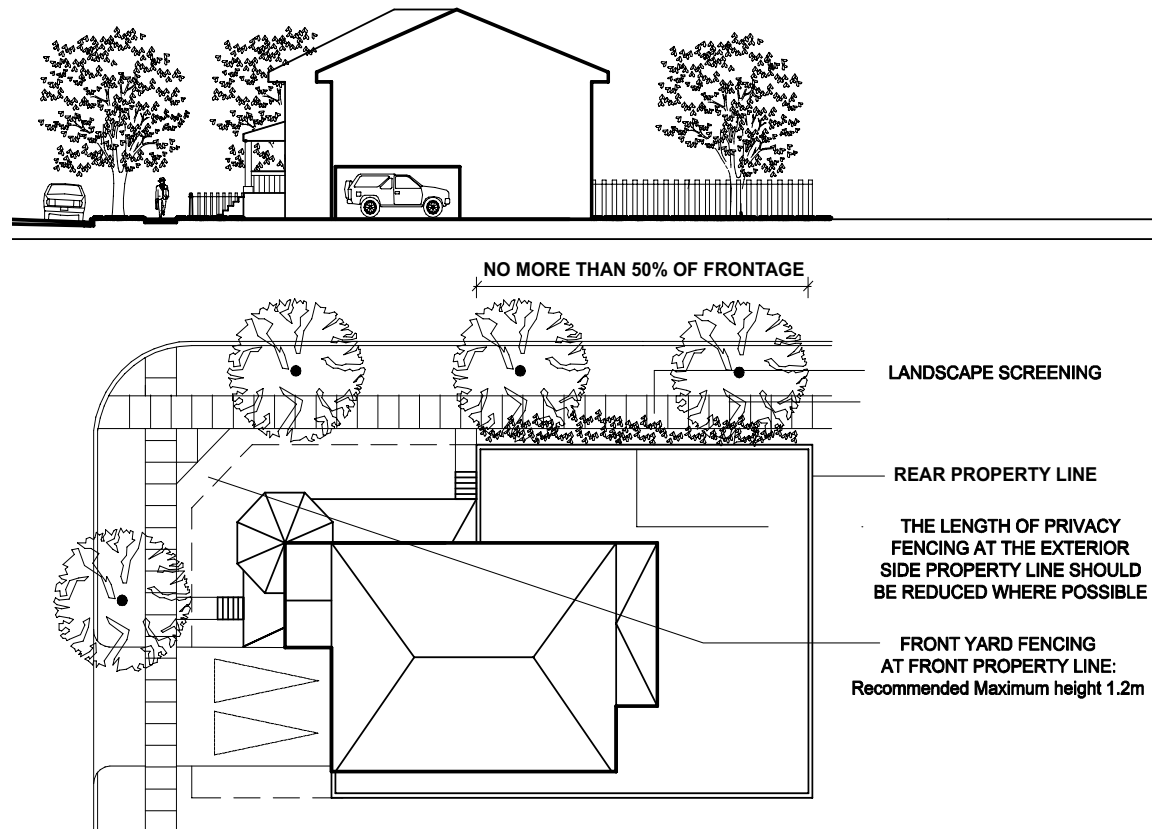 NO MORE THAN 50% OF FRONTAGE
LANDSCAPE SCREENING
REAR PROPERTY LINE
THE LENGTH OF PRIVACY
FENCING AT THE EXTERIOR
SIDE PROPERTY LINE SHOULD
BE REDUCED WHERE POSSIBLE
FRONT YARD FENCING
AT FRONT PROPERTY LINE:
Recommended Maximum height 1.2m